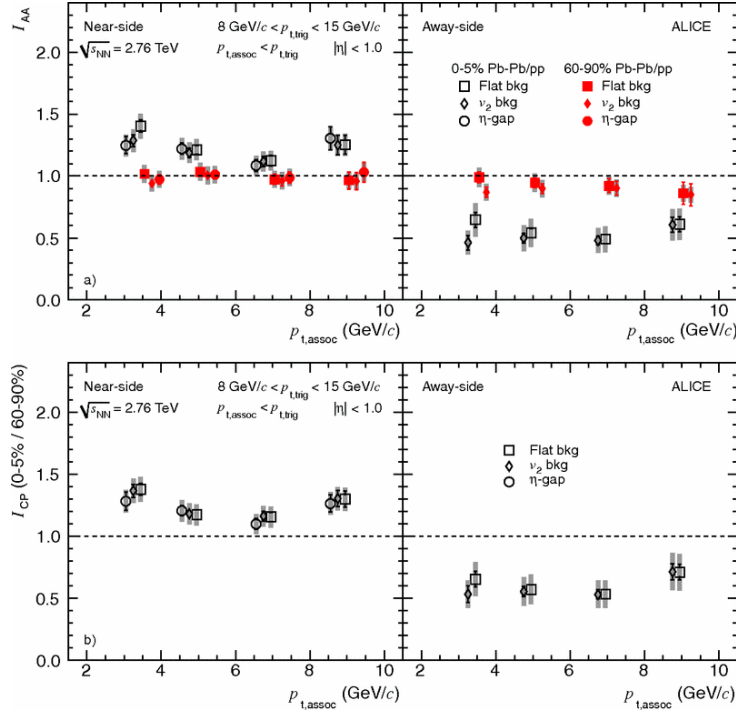 I_AA
Near-side
8 GeV/c < p_t,trig < 15 GeV/c
√s_NN = 2.76 TeV
p_t,assoc < p_t,trig
|η| < 1.0
Away-side
ALICE
0-5% Pb-Pb/pp
60-90% Pb-Pb/pp
Flat bkg
Flat bkg
v₂ bkg
v₂ bkg
η-gap
η-gap
2.0
1.5
1.0
0.5
0.0
a)
2
4
6
8
10
2
4
6
8
10
p_t,assoc (GeV/c)
p_t,assoc (GeV/c)
I_CP (0-5% / 60-90%)
Near-side
8 GeV/c < p_t,trig < 15 GeV/c
√s_NN = 2.76 TeV
p_t,assoc < p_t,trig
|η| < 1.0
Away-side
ALICE
Flat bkg
v₂ bkg
η-gap
2.0
1.5
1.0
0.5
0.0
b)
2
4
6
8
10
2
4
6
8
10
p_t,assoc (GeV/c)
p_t,assoc (GeV/c)